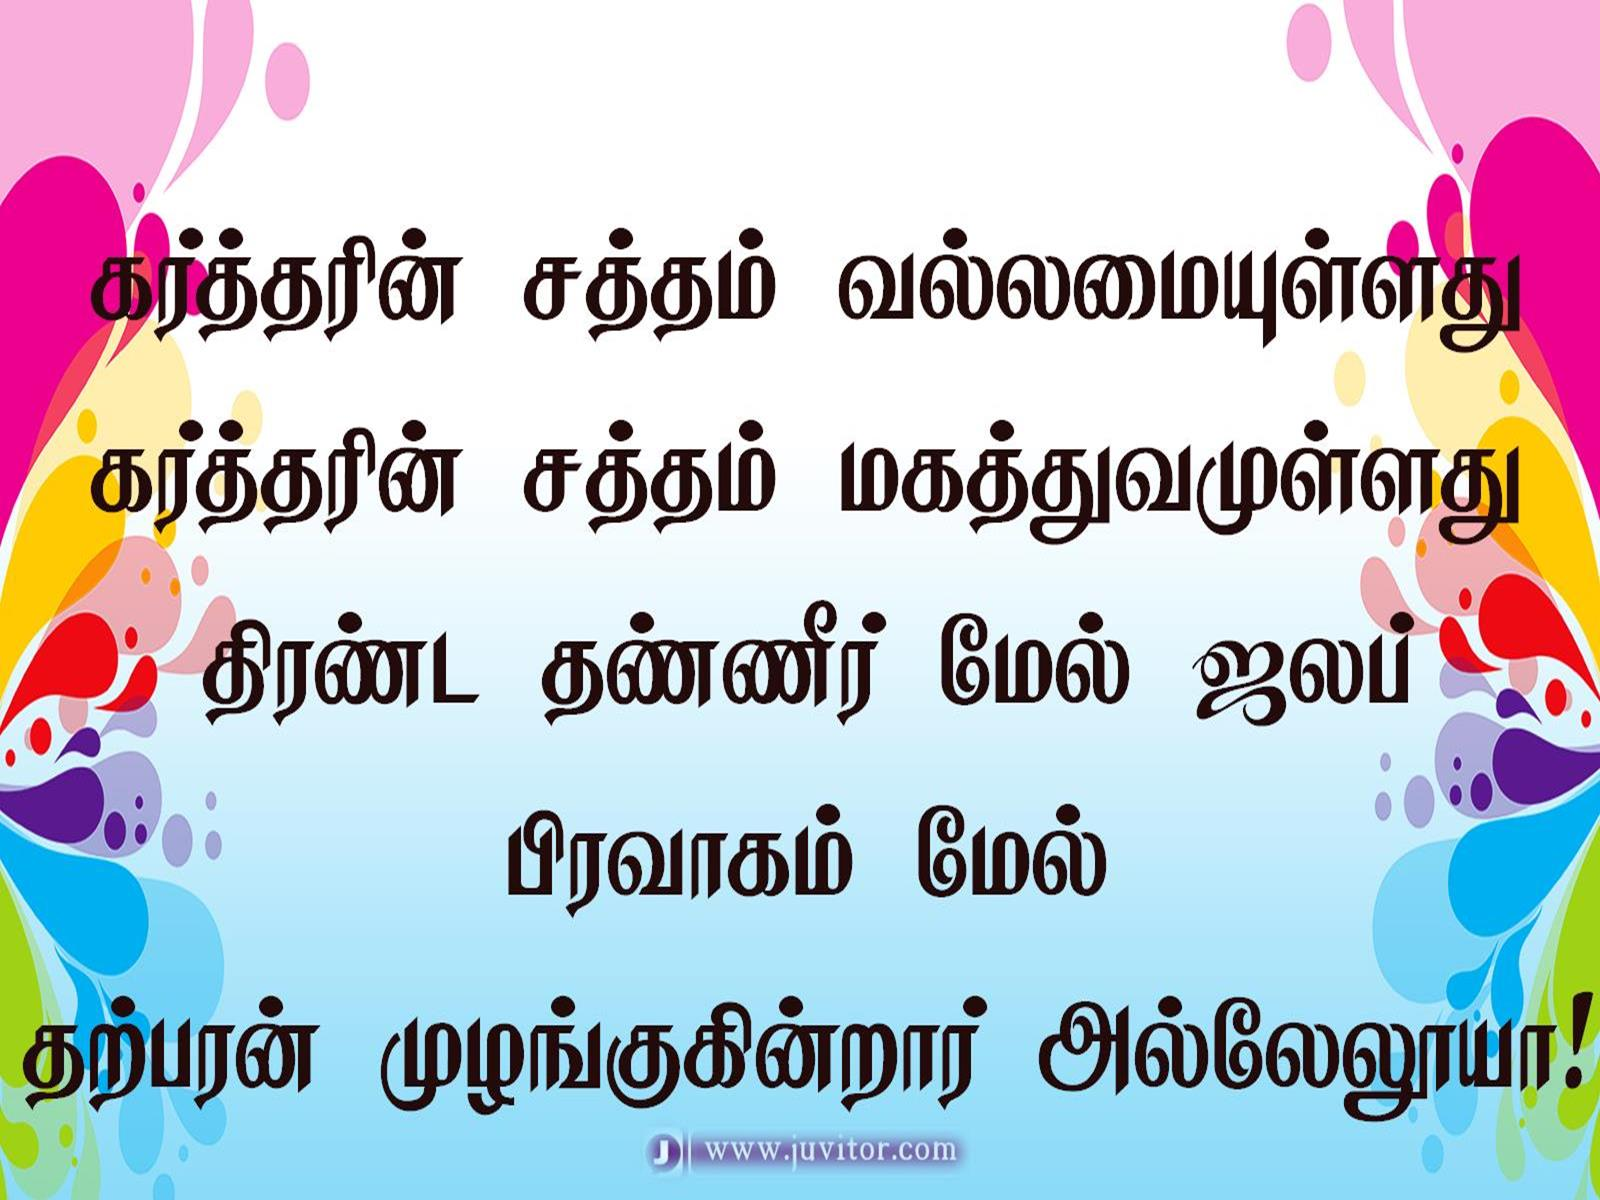 கர்த்தரின் சத்தம் வல்லமையுள்ளது
கர்த்தரின் சத்தம் மகத்துவமுள்ளது
திரண்ட தண்ணீர் மேல் ஜலப்
பிரவாகம் மேல்
தற்பரன் முழங்குகின்றார் அல்லேலூயா!
J www.juvitor.com